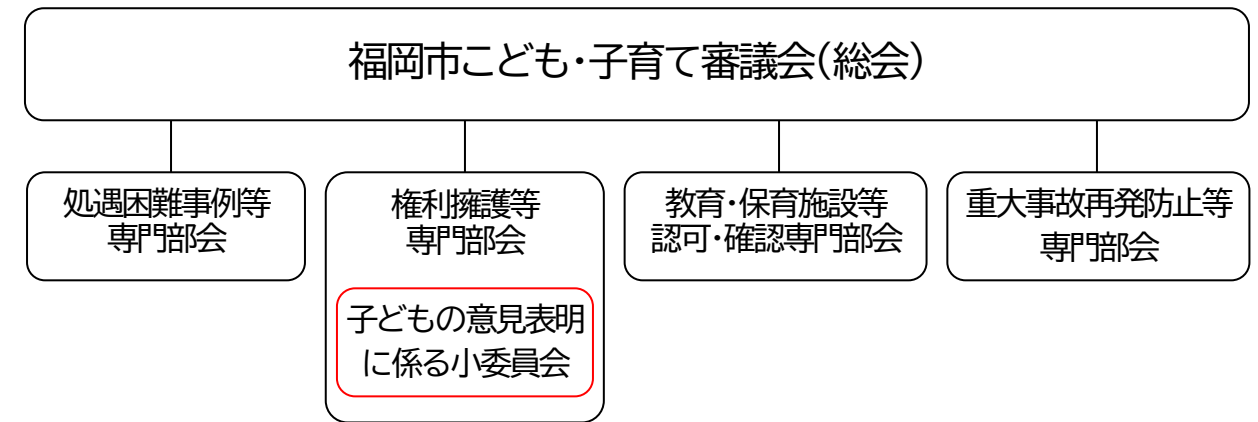 福岡市こども・子育て審議会(総会)
処遇困難事例等
専門部会
権利擁護等
専門部会
子どもの意見表明
に係る小委員会
教育・保育施設等
認可・確認専門部会
重大事故再発防止等
専門部会